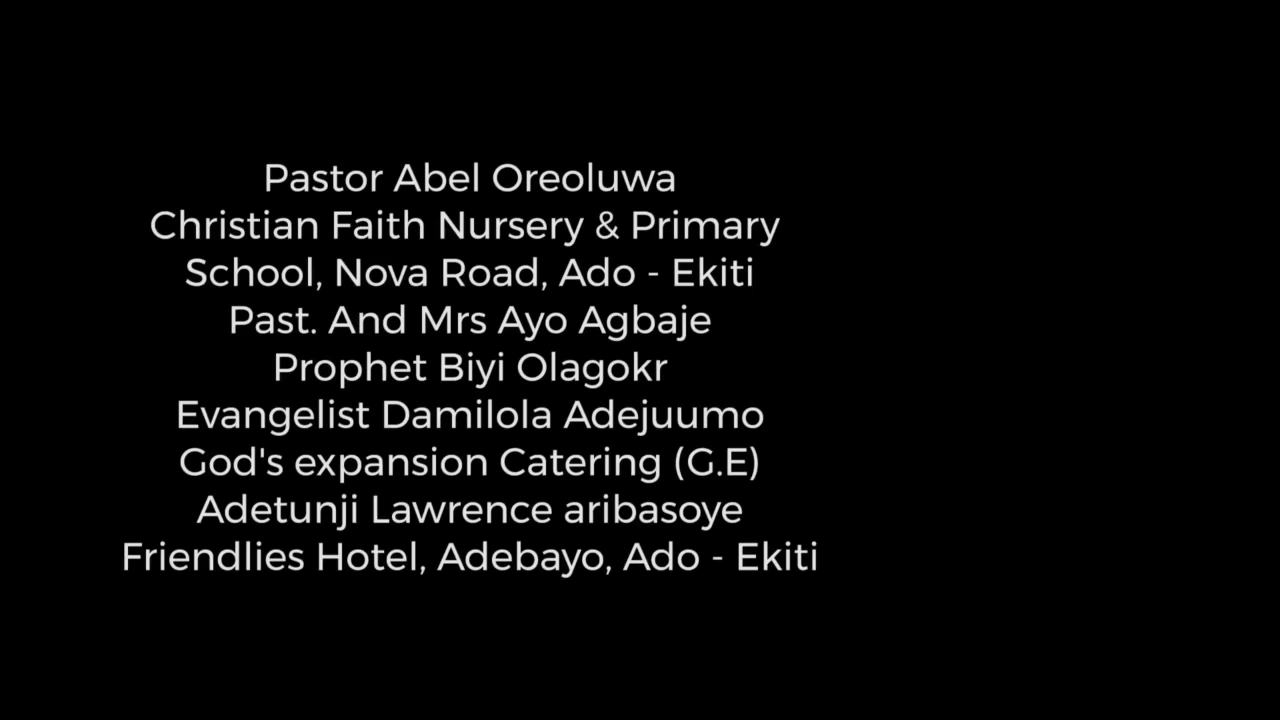 Pastor Abel Oreoluwa
Christian Faith Nursery & Primary
School, Nova Road, Ado - Ekiti
Past. And Mrs Ayo Agbaje
Prophet Biyi Olagokr
Evangelist Damilola Adejuumo
God's expansion Catering (G.E)
Adetunji Lawrence aribasoye
Friendlies Hotel, Adebayo, Ado - Ekiti